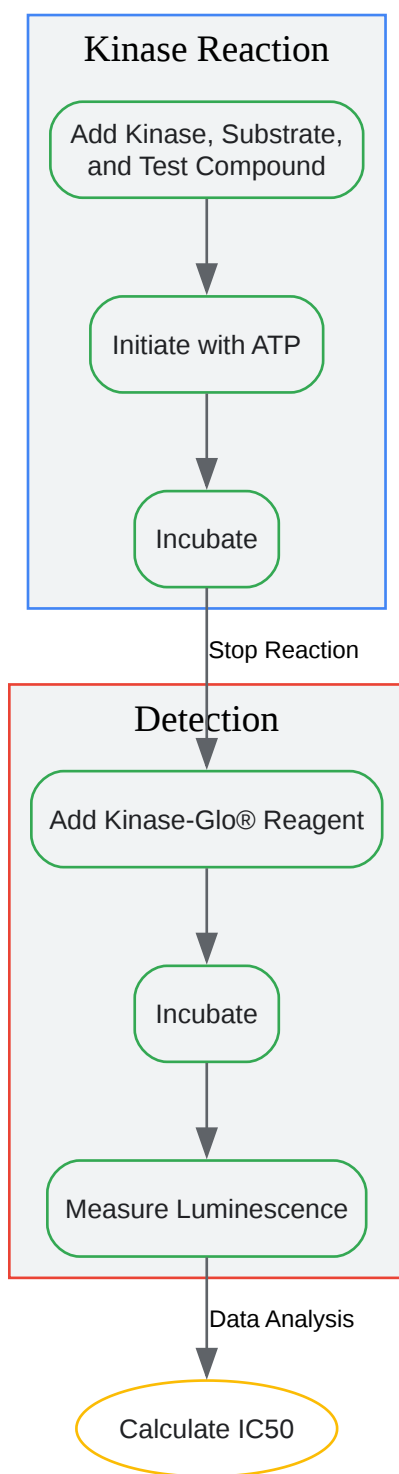 Kinase Reaction
Add Kinase, Substrate,
and Test Compound
Initiate with ATP
Incubate
Stop Reaction
Detection
Add Kinase-Glo® Reagent
Incubate
Measure Luminescence
Data Analysis
Calculate IC50